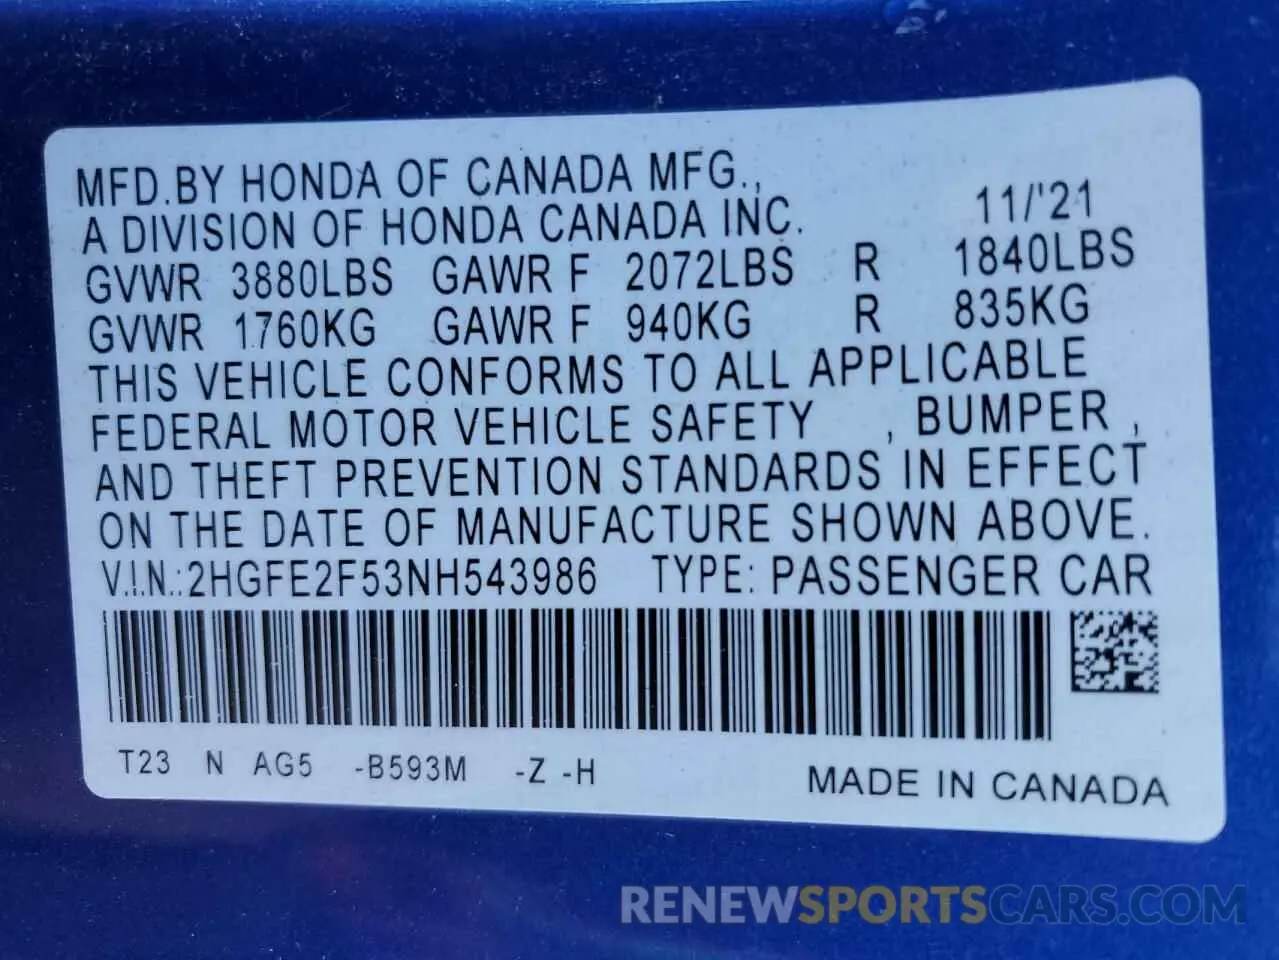 MFD.BY HONDA OF CANADA MFG.,
A DIVISION OF HONDA CANADA INC. 11/'21
GVWR 3880LBS GAWR F 2072LBS R 1840LBS
GVWR 1760KG GAWR F 940KG R 835KG
THIS VEHICLE CONFORMS TO ALL APPLICABLE
FEDERAL MOTOR VEHICLE SAFETY , BUMPER ,
AND THEFT PREVENTION STANDARDS IN EFFECT
ON THE DATE OF MANUFACTURE SHOWN ABOVE.
V.I.N.:2HGFE2F53NH543986 TYPE: PASSENGER CAR
T23 N AG5 -B593M -Z -H
MADE IN CANADA
RENEWSPORTSCARS.COM